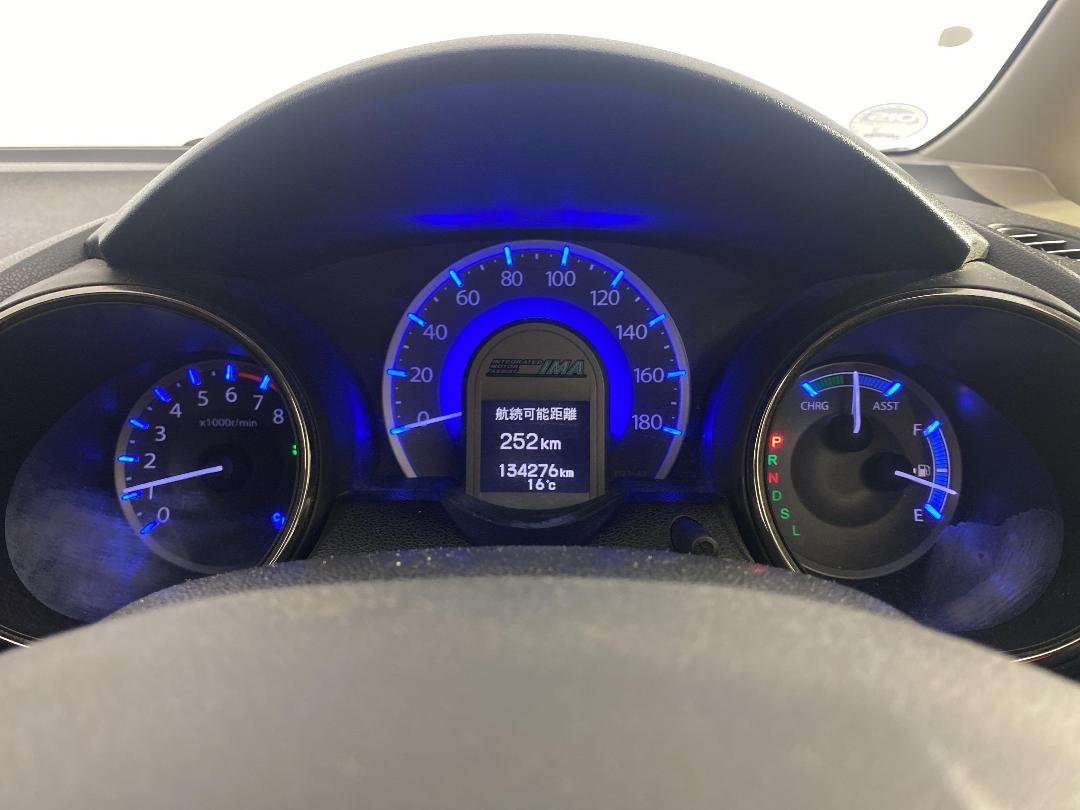 0
1
2
3
4
5
6
7
8
x1000r/min
0
20
40
60
80
100
120
140
160
180
INTEGRATED
MOTOR
ASSIST
IMA
航続可能距離
252km
134276km
16℃
CHRG
ASST
P
R
N
D
S
L
F
E